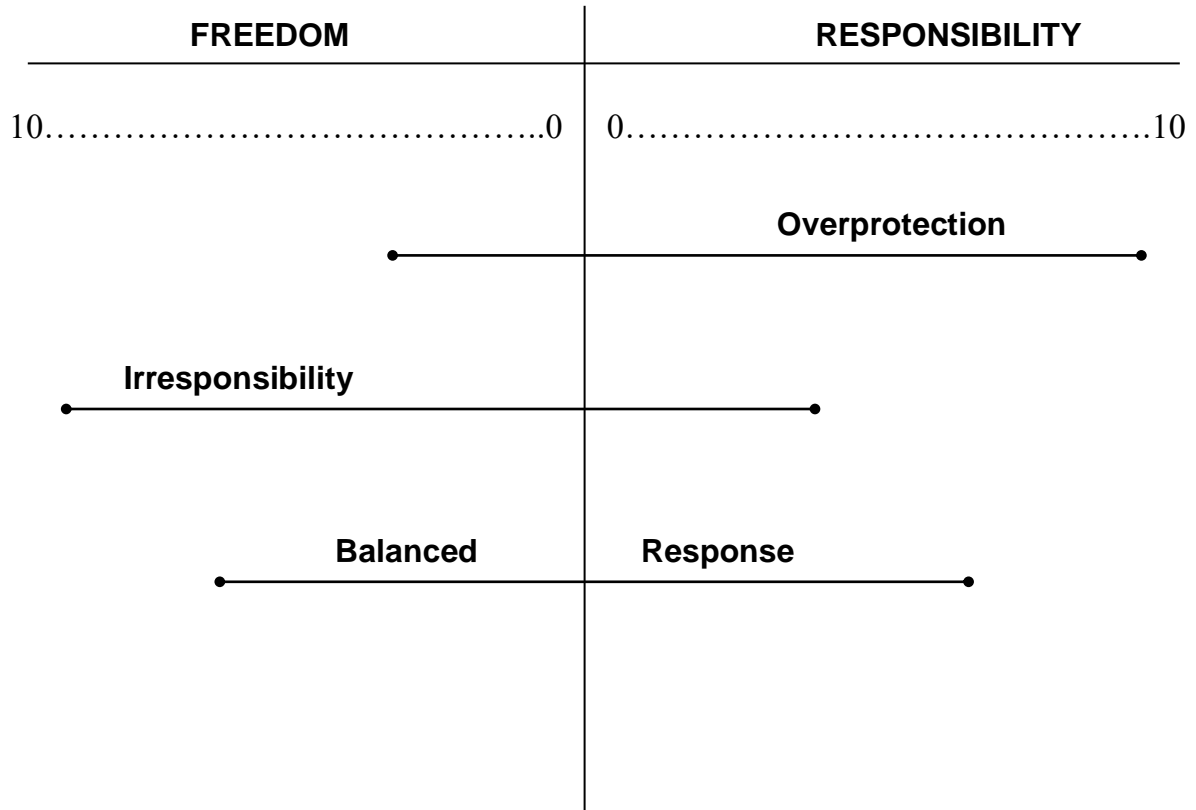 FREEDOM RESPONSIBILITY
10………………………………………..0 0……………………………………….10
Overprotection
Irresponsibility
Balanced Response